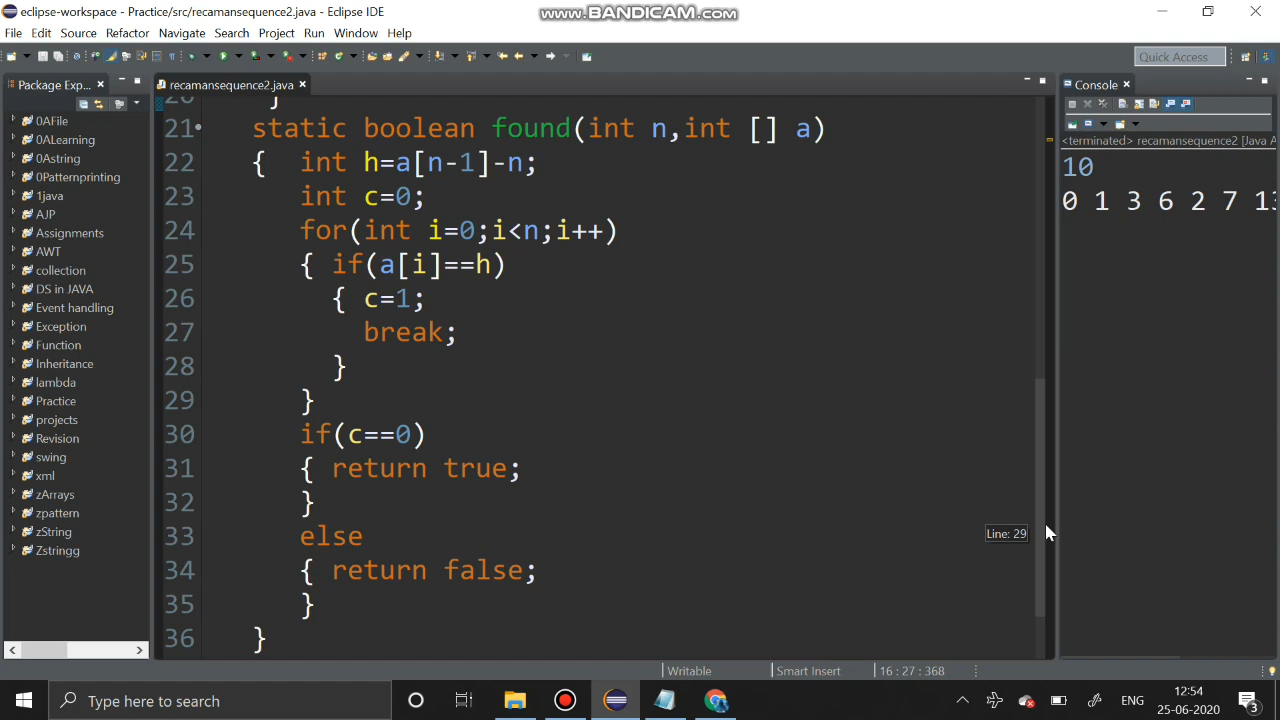 eclipse-workspace - Practice/src/recamansequence2.java - Eclipse IDE
www.BANDICAM.com
File Edit Source Refactor Navigate Search Project Run Window Help
Quick Access
Package Exp...
recamansequence2.java
Console
<terminated> recamansequence2 [Java A
0AFile
0ALearning
0Astring
0Patternprinting
1java
AJP
Assignments
AWT
collection
DS in JAVA
Event handling
Exception
Function
Inheritance
lambda
Practice
projects
Revision
swing
xml
zArrays
zpattern
zString
Zstringg
20 }
21 static boolean found(int n,int [] a)
22 { int h=a[n-1]-n;
23 int c=0;
24 for(int i=0;i<n;i++)
25 { if(a[i]==h)
26 { c=1;
27 break;
28 }
29 }
30 if(c==0)
31 { return true;
32 }
33 else
34 { return false;
35 }
36 }
Line: 29
10
0 1 3 6 2 7 13
Writable Smart Insert 16 : 27 : 368
Type here to search
ENG
12:54
25-06-2020
3